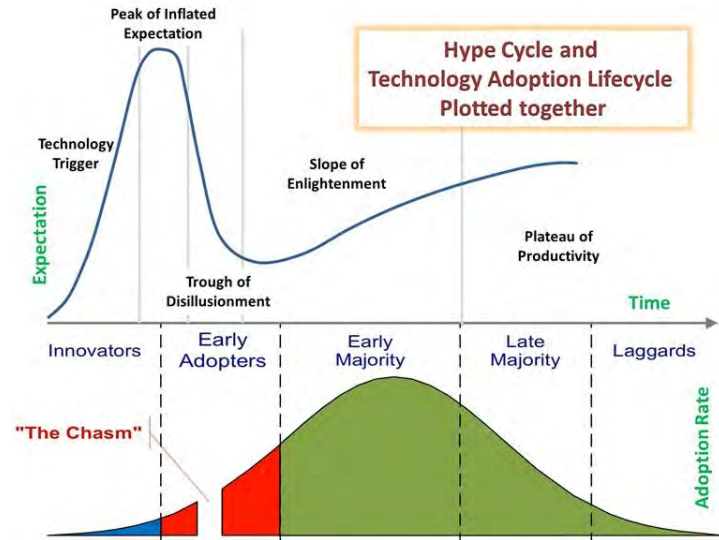 Peak of Inflated
Expectation
Hype Cycle and
Technology Adoption Lifecycle
Plotted together
Technology
Trigger
Slope of
Enlightenment
Expectation
Plateau of
Productivity
Trough of
Disillusionment
Time
Innovators
Early
Adopters
Early
Majority
Late
Majority
Laggards
"The Chasm"
Adoption Rate